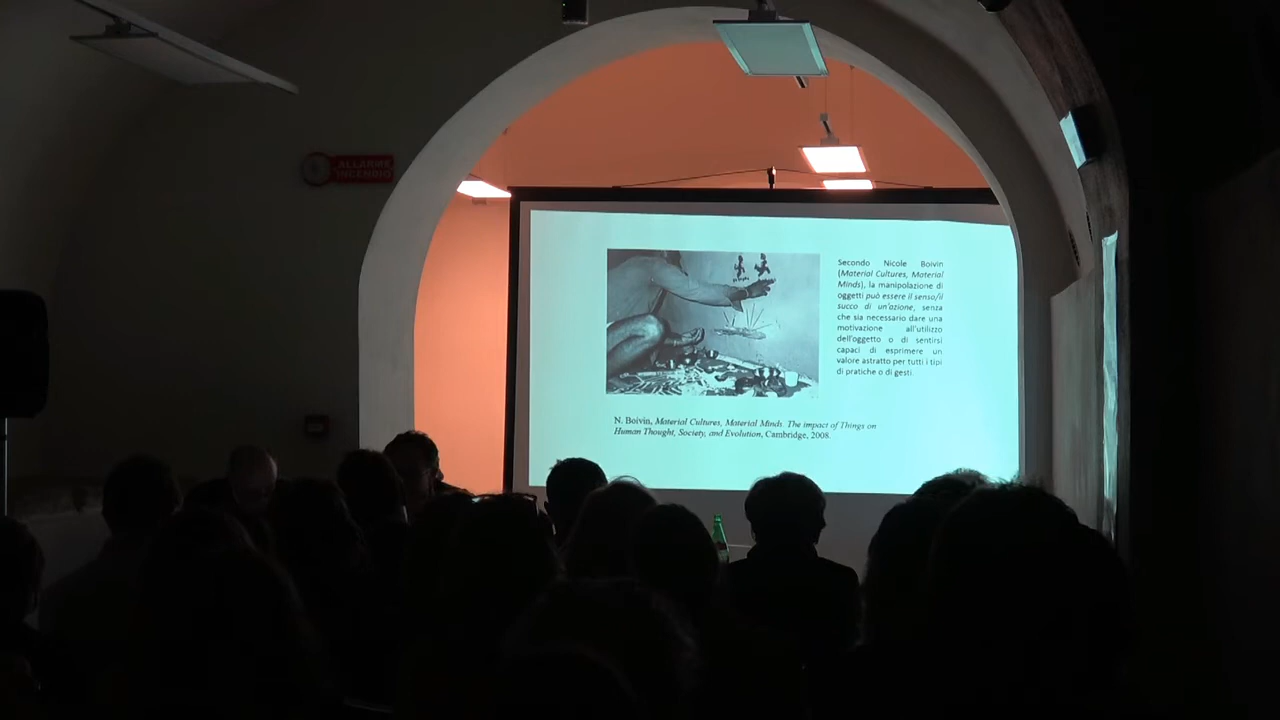 ALLARME
INCENDIO
Secondo Nicole Boivin
(Material Cultures, Material
Minds), la manipolazione di
oggetti può essere il senso/il
succo di un'azione, senza
che sia necessario dare una
motivazione all'utilizzo
dell'oggetto o di sentirsi
capaci di esprimere un
valore astratto per tutti i tipi
di pratiche o di gesti.
N. Boivin, Material Cultures, Material Minds. The impact of Things on
Human Thought, Society, and Evolution, Cambridge, 2008.